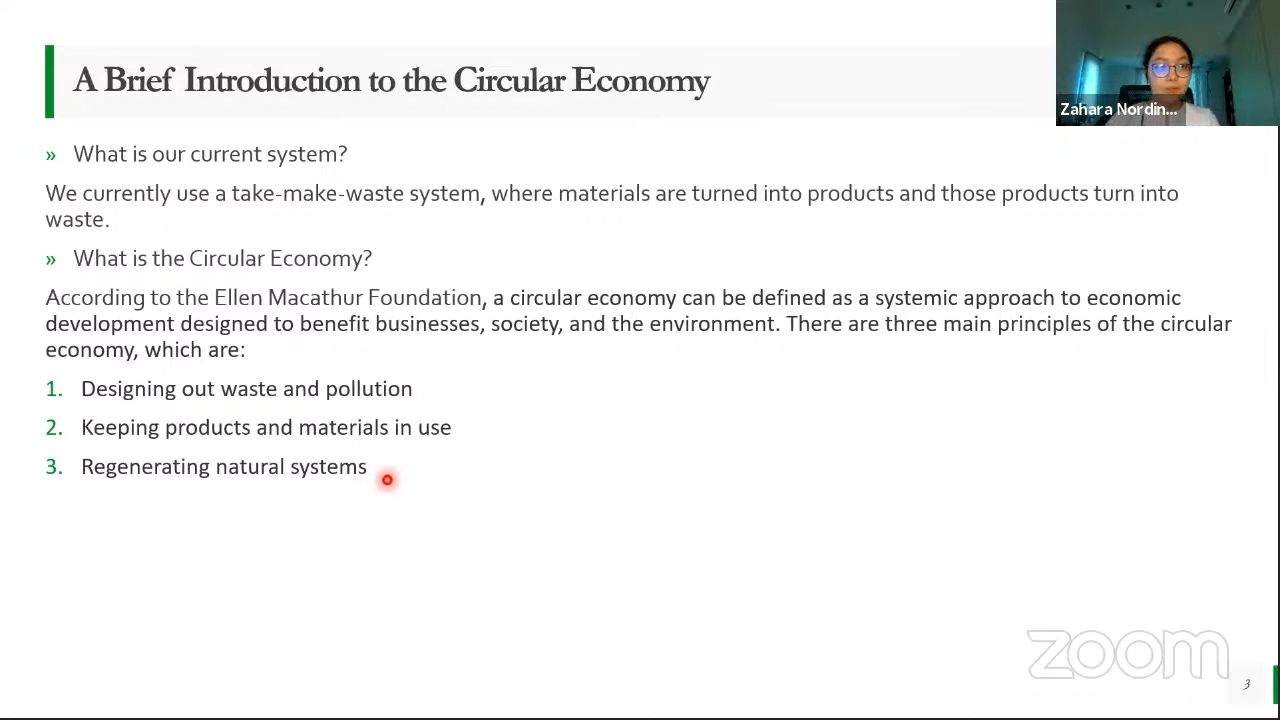 A Brief Introduction to the Circular Economy
Zahara Nordin...
» What is our current system?
We currently use a take-make-waste system, where materials are turned into products and those products turn into
waste.
» What is the Circular Economy?
According to the Ellen Macathur Foundation, a circular economy can be defined as a systemic approach to economic
development designed to benefit businesses, society, and the environment. There are three main principles of the circular
economy, which are:
1. Designing out waste and pollution
2. Keeping products and materials in use
3. Regenerating natural systems
zoom
3